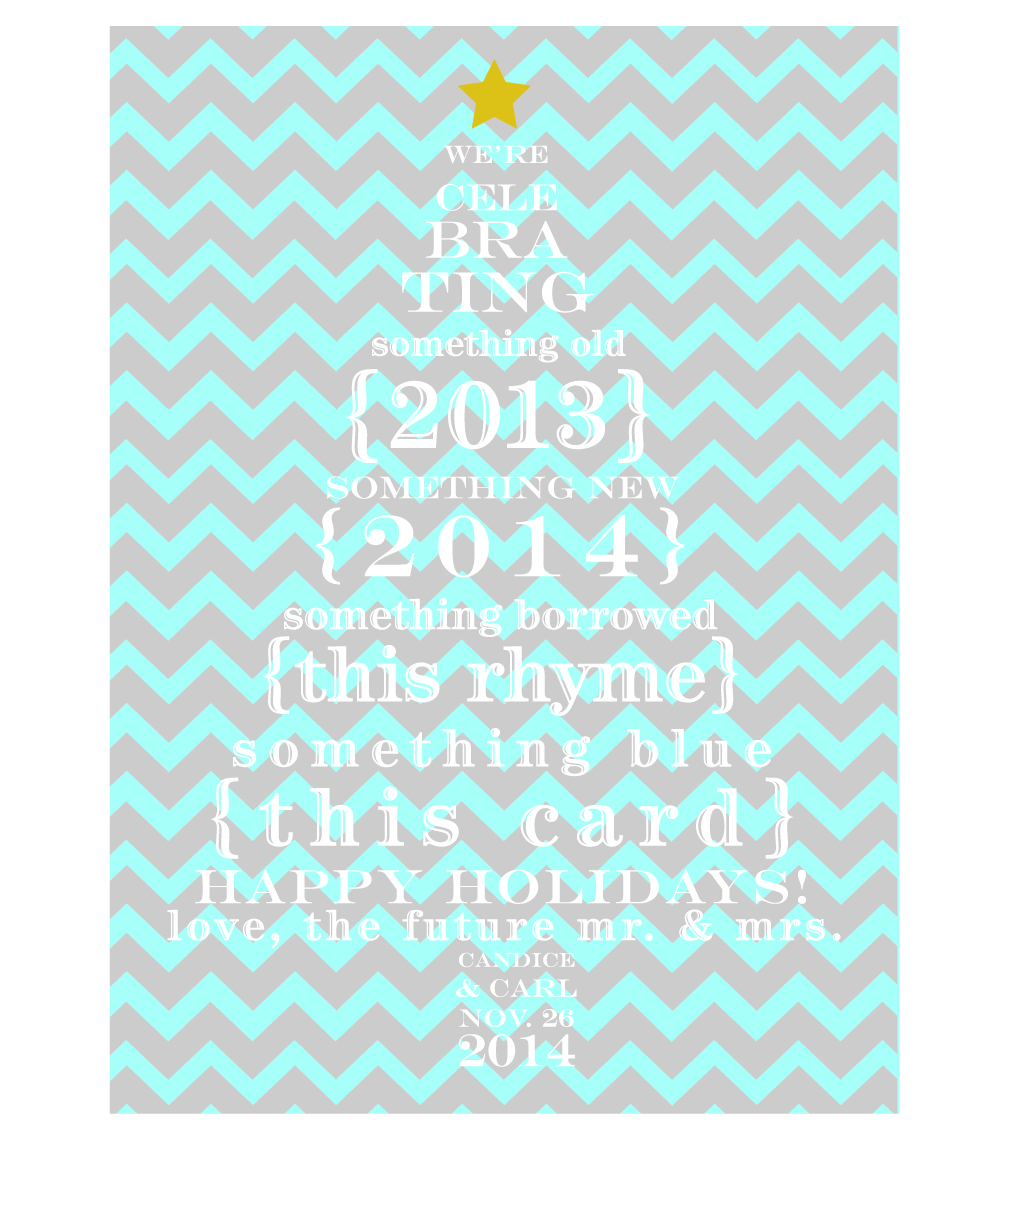 WE'RE
CELE
BRA
TING
something old
{2013}
SOMETHING NEW
{2014}
something borrowed
{this rhyme}
something blue
{this card}
HAPPY HOLIDAYS!
love, the future mr. & mrs.
CANDICE
& CARL
NOV. 26
2014